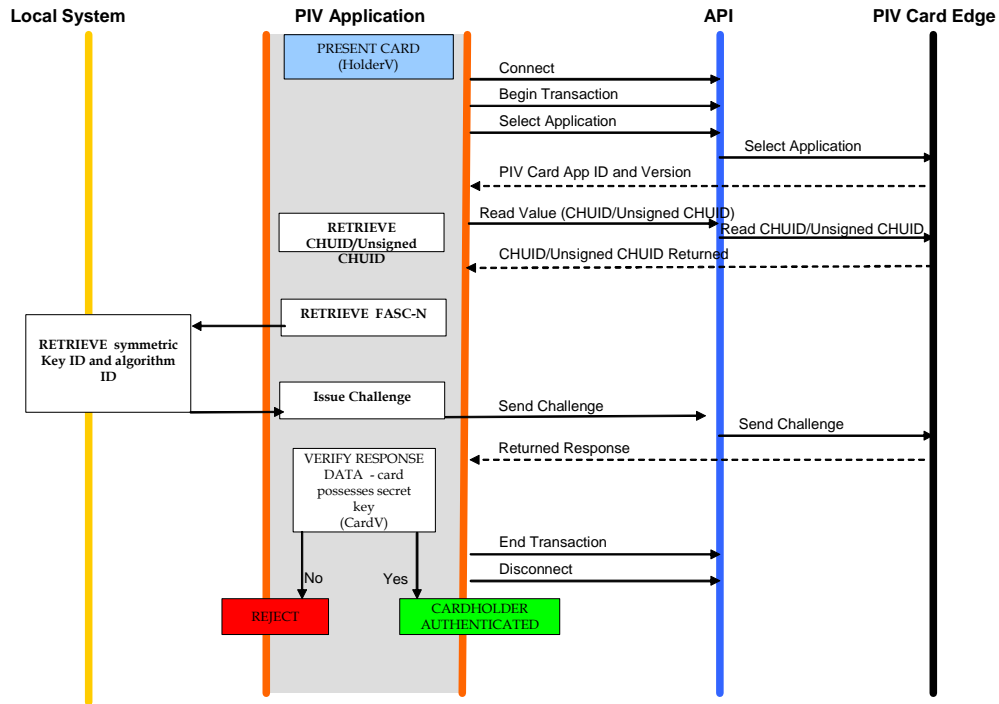 Local System
PIV Application
API
PIV Card Edge
PRESENT CARD
(HolderV)
Connect
Begin Transaction
Select Application
Select Application
PIV Card App ID and Version
Read Value (CHUID/Unsigned CHUID)
RETRIEVE
CHUID/Unsigned
CHUID
Read CHUID/Unsigned CHUID
CHUID/Unsigned CHUID Returned
RETRIEVE FASC-N
RETRIEVE symmetric
Key ID and algorithm
ID
Issue Challenge
Send Challenge
Send Challenge
Returned Response
VERIFY RESPONSE
DATA - card
possesses secret
key
(CardV)
End Transaction
Disconnect
No
Yes
REJECT
CARDHOLDER
AUTHENTICATED